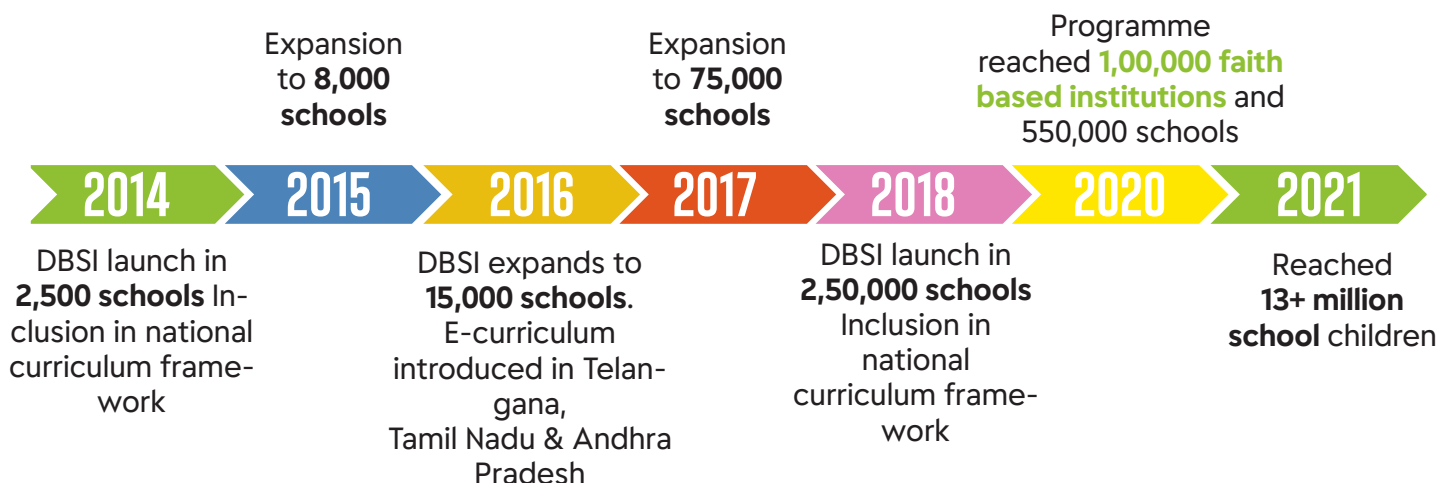 Expansion
to 8,000
schools
Expansion
to 75,000
schools
Programme
reached 1,00,000 faith
based institutions and
550,000 schools
2014
2015
2016
2017
2018
2020
2021
DBSI launch in
2,500 schools In-
clusion in national
curriculum frame-
work
DBSI expands to
15,000 schools.
E-curriculum
introduced in Telan-
gana,
Tamil Nadu & Andhra
Pradesh
DBSI launch in
2,50,000 schools
Inclusion in
national
curriculum frame-
work
Reached
13+ million
school children